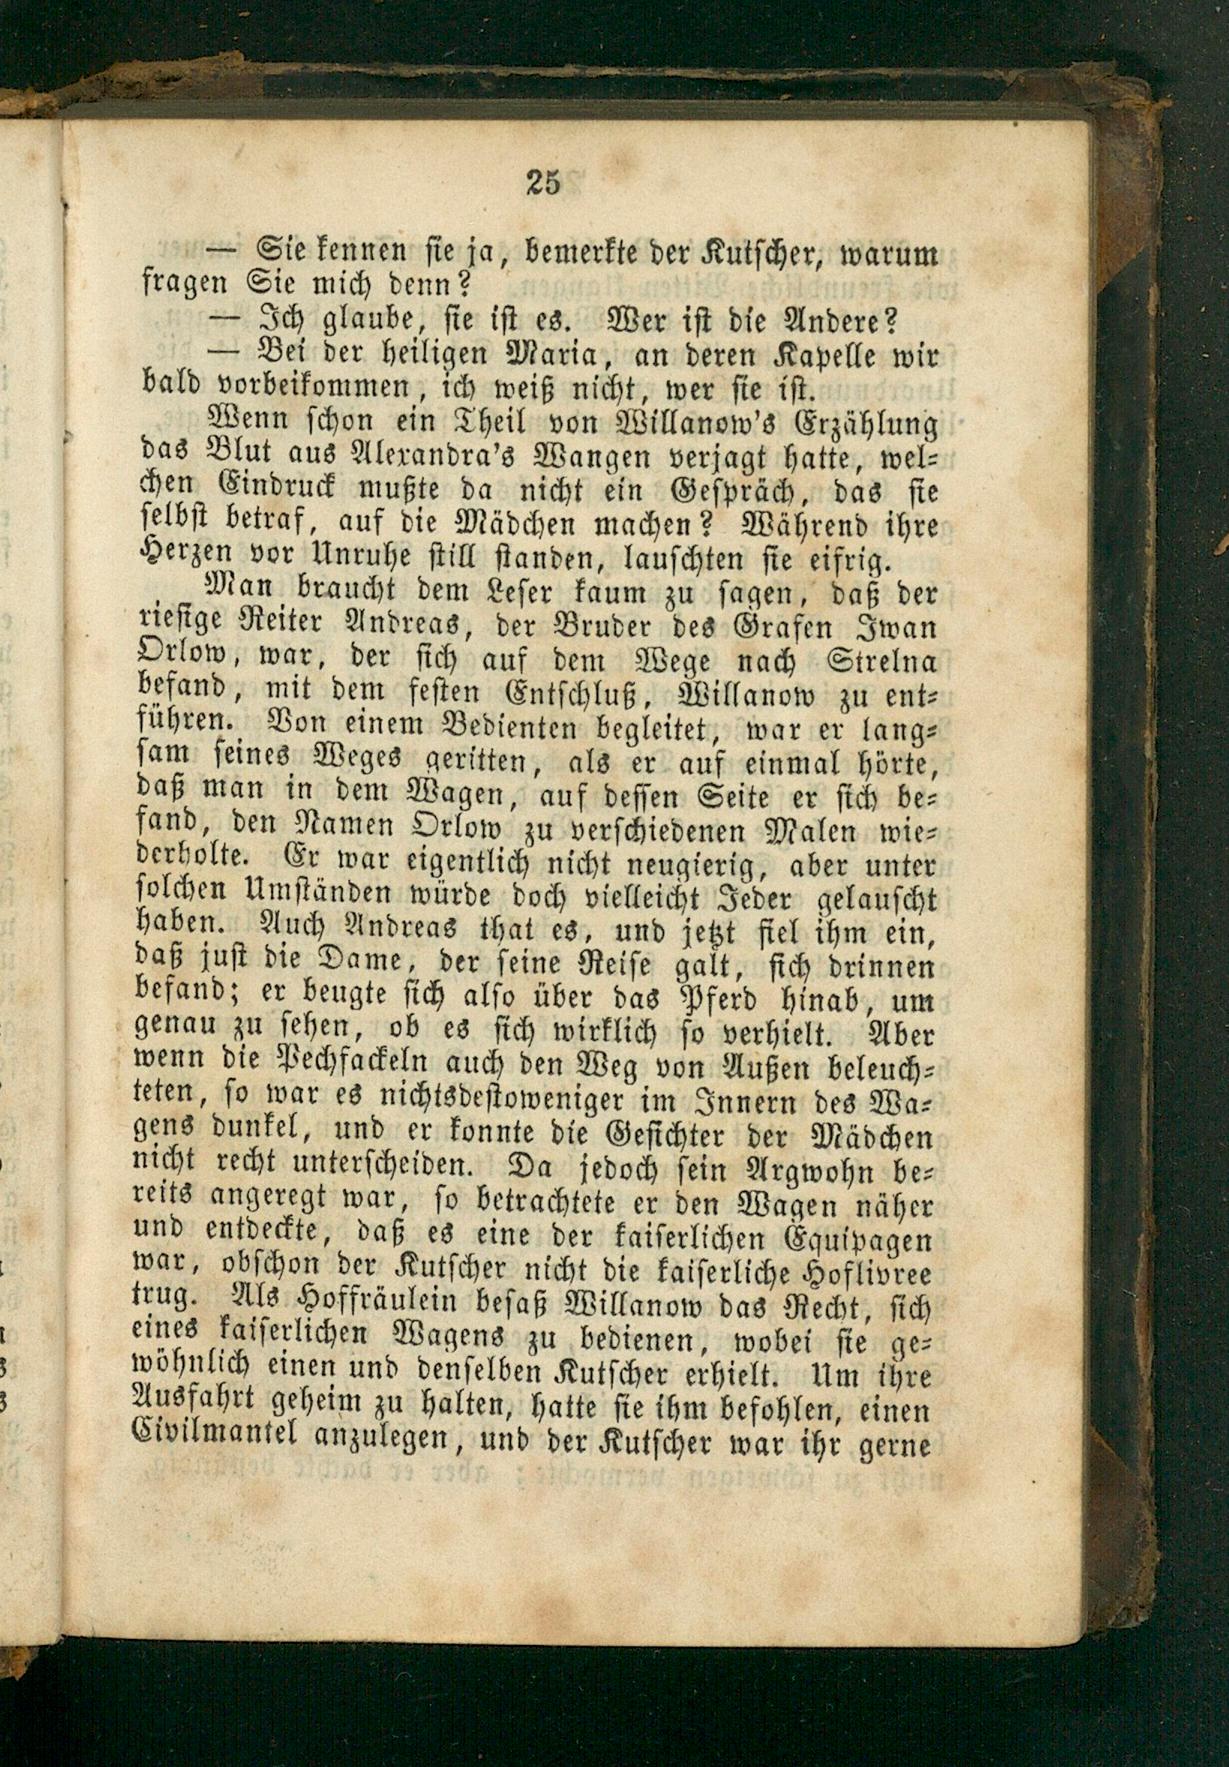 25
— Sie kennen sie ja, bemerkte der Kutscher, warum
fragen Sie mich denn?
— Ich glaube, sie ist es. Wer ist die Andere?
— Bei der heiligen Maria, an deren Kapelle wir
bald vorbeikommen, ich weiß nicht, wer sie ist.
Wenn schon ein Theil von Willanow's Erzählung
das Blut aus Alexandra's Wangen verjagt hatte, wel-
chen Eindruck mußte da nicht ein Gespräch, das sie
selbst betraf, auf die Mädchen machen? Während ihre
Herzen vor Unruhe still standen, lauschten sie eifrig.
Man braucht dem Leser kaum zu sagen, daß der
riesige Reiter Andreas, der Bruder des Grafen Iwan
Orlow, war, der sich auf dem Wege nach Strelna
befand, mit dem festen Entschluß, Willanow zu ent-
führen. Von einem Bedienten begleitet, war er lang-
sam seines Weges geritten, als er auf einmal hörte,
daß man in dem Wagen, auf dessen Seite er sich be-
fand, den Namen Orlow zu verschiedenen Malen wie-
derholte. Er war eigentlich nicht neugierig, aber unter
solchen Umständen würde doch vielleicht Jeder gelauscht
haben. Auch Andreas that es, und jetzt fiel ihm ein,
daß just die Dame, der seine Reise galt, sich drinnen
befand; er beugte sich also über das Pferd hinab, um
genau zu sehen, ob es sich wirklich so verhielt. Aber
wenn die Pechfackeln auch den Weg von Außen beleuch-
teten, so war es nichtsdestoweniger im Innern des Wa-
gens dunkel, und er konnte die Gesichter der Mädchen
nicht recht unterscheiden. Da jedoch sein Argwohn be-
reits angeregt war, so betrachtete er den Wagen näher
und entdeckte, daß es eine der kaiserlichen Equipagen
war, obschon der Kutscher nicht die kaiserliche Hoflivree
trug. Als Hoffräulein besaß Willanow das Recht, sich
eines kaiserlichen Wagens zu bedienen, wobei sie ge-
wöhnlich einen und denselben Kutscher erhielt. Um ihre
Ausfahrt geheim zu halten, hatte sie ihm befohlen, einen
Civilmantel anzulegen, und der Kutscher war ihr gerne